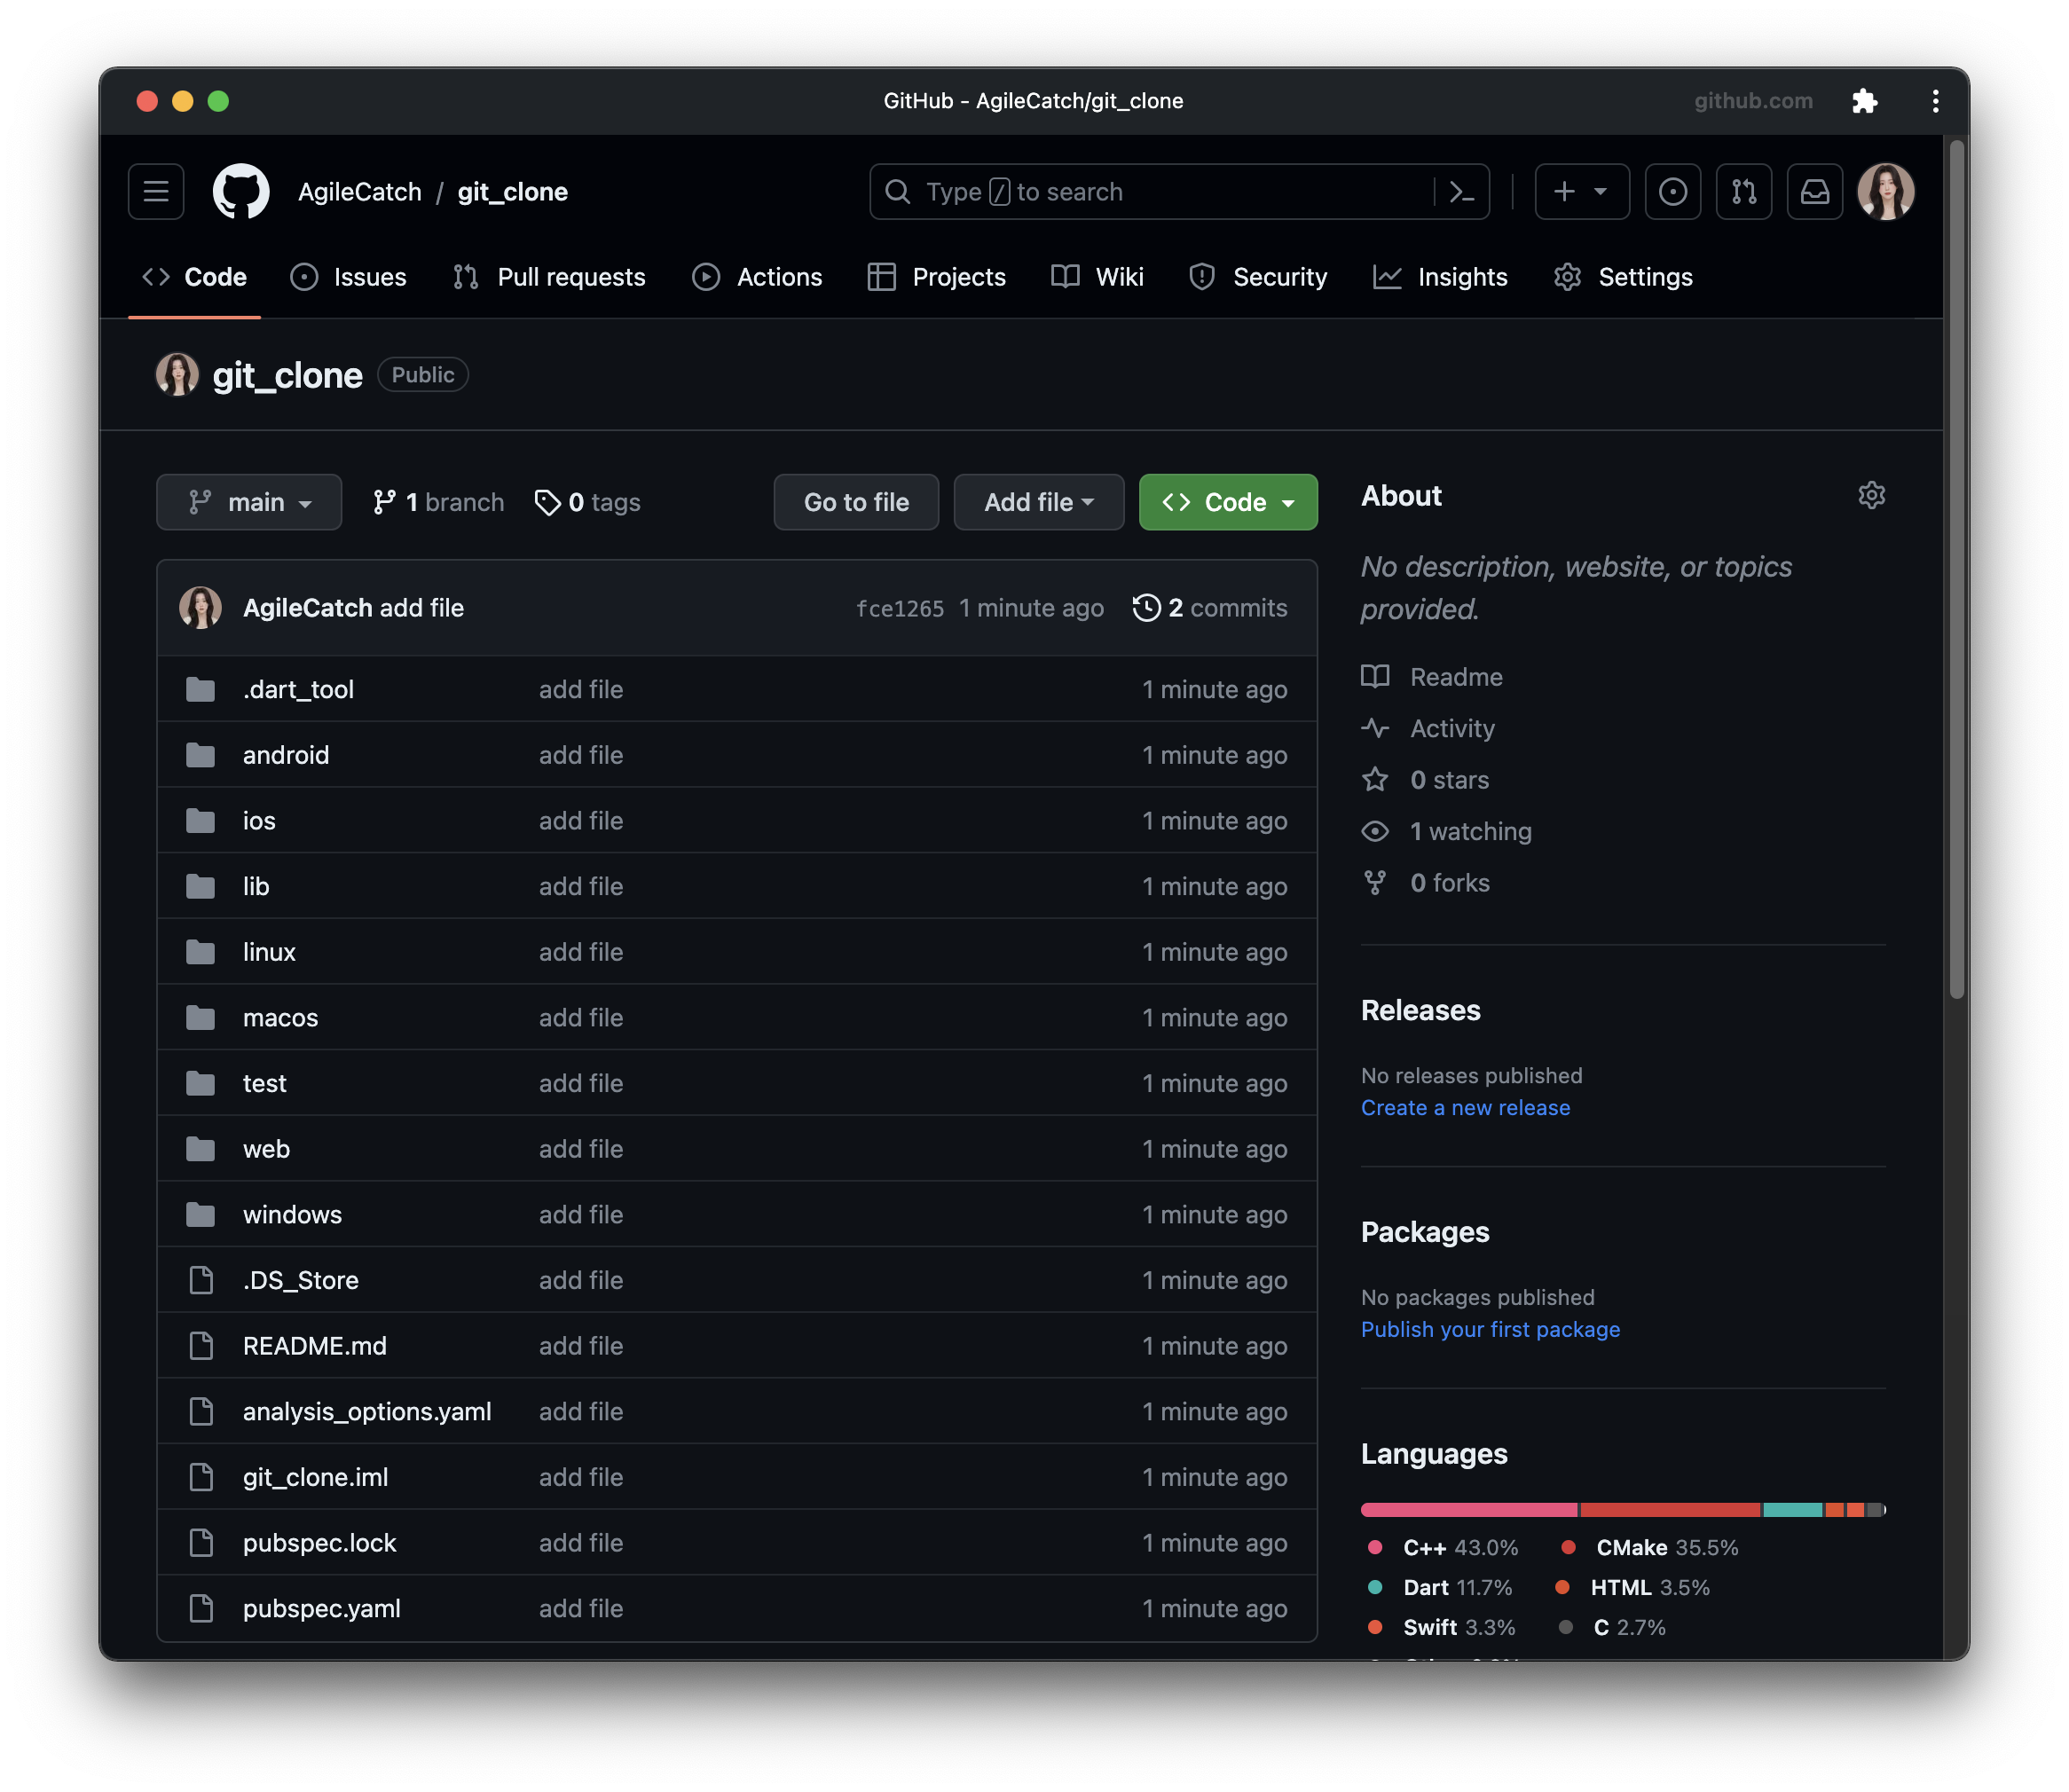 GitHub - AgileCatch/git_clone
github.com
AgileCatch / git_clone
Type / to search
Code
Issues
Pull requests
Actions
Projects
Wiki
Security
Insights
Settings
git_clone Public
main
1 branch
0 tags
Go to file
Add file
Code
AgileCatch add file
fce1265 1 minute ago
2 commits
.dart_tool add file 1 minute ago
android add file 1 minute ago
ios add file 1 minute ago
lib add file 1 minute ago
linux add file 1 minute ago
macos add file 1 minute ago
test add file 1 minute ago
web add file 1 minute ago
windows add file 1 minute ago
.DS_Store add file 1 minute ago
README.md add file 1 minute ago
analysis_options.yaml add file 1 minute ago
git_clone.iml add file 1 minute ago
pubspec.lock add file 1 minute ago
pubspec.yaml add file 1 minute ago
About
No description, website, or topics
provided.
Readme
Activity
0 stars
1 watching
0 forks
Releases
No releases published
Create a new release
Packages
No packages published
Publish your first package
Languages
C++ 43.0% CMake 35.5%
Dart 11.7% HTML 3.5%
Swift 3.3% C 2.7%